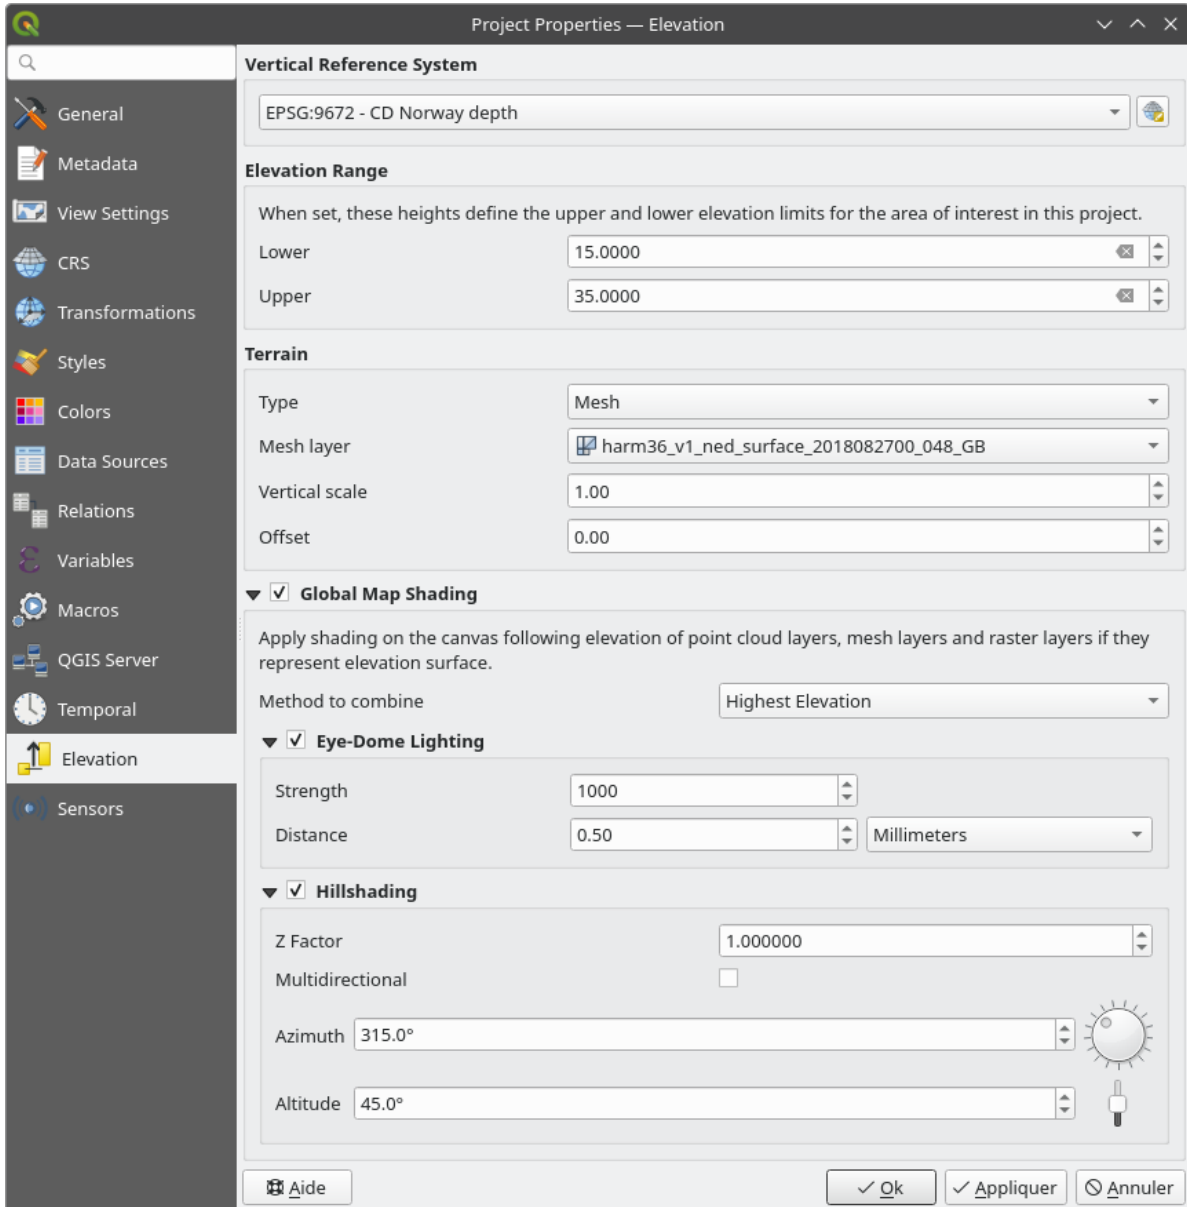 Project Properties — Elevation
General
Metadata
View Settings
CRS
Transformations
Styles
Colors
Data Sources
Relations
Variables
Macros
QGIS Server
Temporal
Elevation
Sensors
Vertical Reference System
EPSG:9672 - CD Norway depth
Elevation Range
When set, these heights define the upper and lower elevation limits for the area of interest in this project.
Lower 15.0000
Upper 35.0000
Terrain
Type Mesh
Mesh layer harm36_v1_ned_surface_2018082700_048_GB
Vertical scale 1.00
Offset 0.00
Global Map Shading
Apply shading on the canvas following elevation of point cloud layers, mesh layers and raster layers if they
represent elevation surface.
Method to combine Highest Elevation
Eye-Dome Lighting
Strength 1000
Distance 0.50 Millimeters
Hillshading
Z Factor 1.000000
Multidirectional
Azimuth 315.0°
Altitude 45.0°
Aide Ok Appliquer Annuler